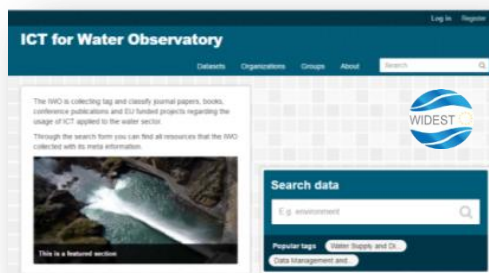 Log in Register
ICT for Water Observatory
Datasets Organizations Groups About Search
The IWO is collecting tag and classify journal papers, books,
conference publications and EU funded projects regarding the
usage of ICT applied to the water sector.
Through the search form you can find all resources that the IWO
collected with its meta information.
WIDEST
This is a featured section
Search data
E.g. environment
Popular tags Water Supply and Di...
Data Management and...